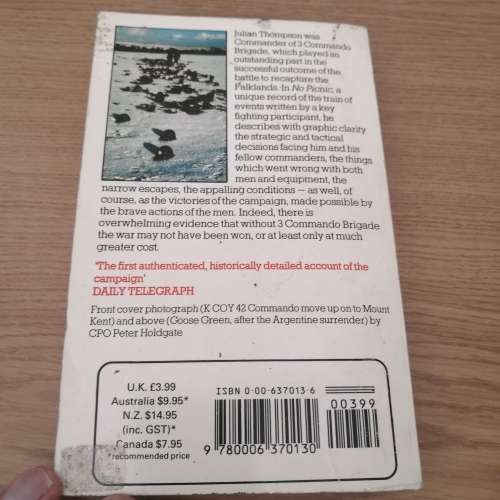 Julian Thompson was
Commander of 3 Commando
Brigade, which played an
outstanding part in the
successful outcome of the
battle to recapture the
Falklands. In No Picnic, a
unique record of the train of
events written by a key
fighting participant, he
describes with graphic clarity
the strategic and tactical
decisions facing him and his
fellow commanders, the things
which went wrong with both
men and equipment, the
narrow escapes, the appalling conditions – as well, of
course, as the victories of the campaign, made possible by
the brave actions of the men. Indeed, there is
overwhelming evidence that without 3 Commando Brigade
the war may not have been won, or at least only at much
greater cost.
'The first authenticated, historically detailed account of the
campaign'
DAILY TELEGRAPH
Front cover photograph (K COY 42 Commando move up on to Mount
Kent) and above (Goose Green, after the Argentine surrender) by
CPO Peter Holdgate
U.K. £3.99
Australia $9.95*
N.Z. $14.95
(inc. GST)*
Canada $7.95
*recommended price
ISBN 0-00-637013-6
00399
9 780006 370130